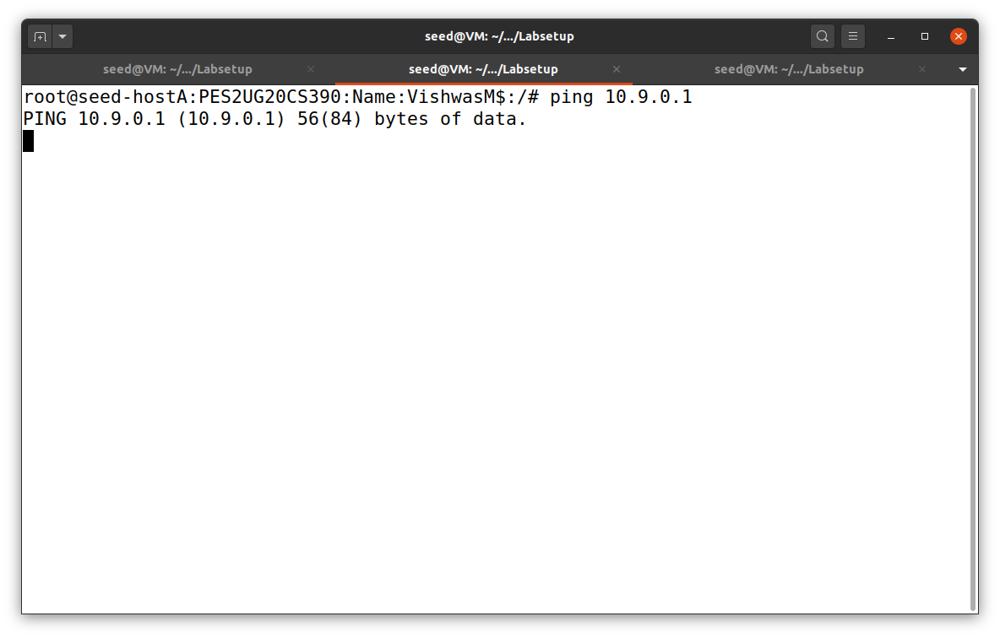 seed@VM: ~/.../Labsetup
seed@VM: ~/.../Labsetup
seed@VM: ~/.../Labsetup
seed@VM: ~/.../Labsetup
root@seed-hostA:PES2UG20CS390:Name:VishwasM$:/# ping 10.9.0.1
PING 10.9.0.1 (10.9.0.1) 56(84) bytes of data.